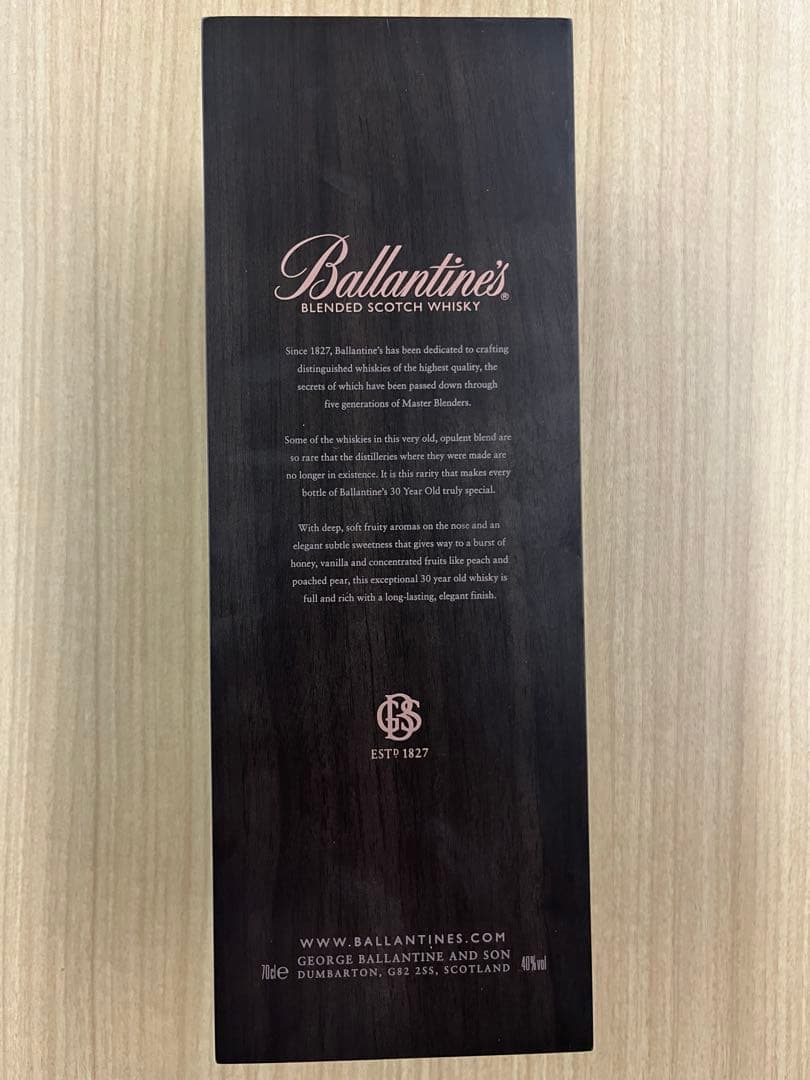 Ballantine's®
BLENDED SCOTCH WHISKY
Since 1827, Ballantine's has been dedicated to crafting
distinguished whiskies of the highest quality, the
secrets of which have been passed down through
five generations of Master Blenders.
Some of the whiskies in this very old, opulent blend are
so rare that the distilleries where they were made are
no longer in existence. It is this rarity that makes every
bottle of Ballantine's 30 Year Old truly special.
With deep, soft fruity aromas on the nose and an
elegant subtle sweetness that gives way to a burst of
honey, vanilla and concentrated fruits like peach and
poached pear, this exceptional 30 year old whisky is
full and rich with a long-lasting, elegant finish.
GBS
ESTD 1827
WWW.BALLANTINES.COM
GEORGE BALLANTINE AND SON
70cl e DUMBARTON, G82 2SS, SCOTLAND 40%vol